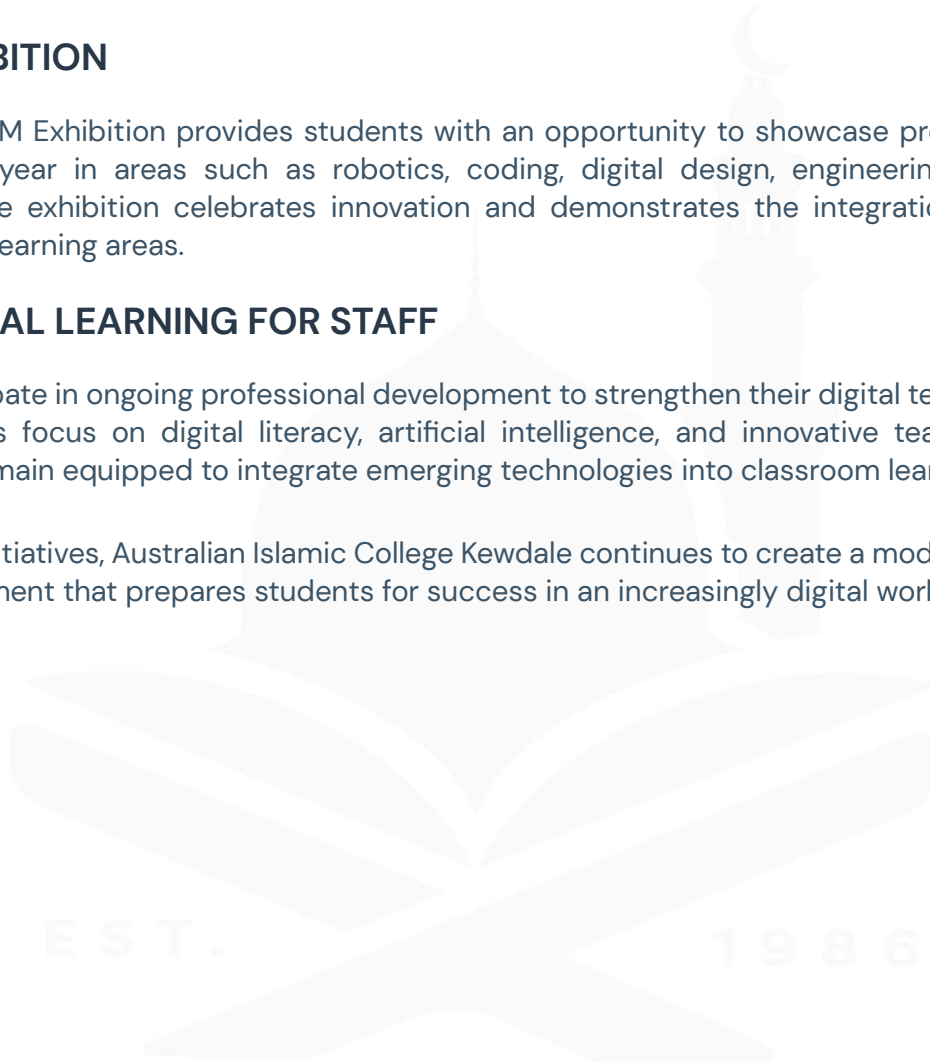 BITION
M Exhibition provides students with an opportunity to showcase pr
year in areas such as robotics, coding, digital design, engineerin
e exhibition celebrates innovation and demonstrates the integratio
earning areas.
AL LEARNING FOR STAFF
pate in ongoing professional development to strengthen their digital te
s focus on digital literacy, artificial intelligence, and innovative tea
main equipped to integrate emerging technologies into classroom lear
tiatives, Australian Islamic College Kewdale continues to create a mod
ment that prepares students for success in an increasingly digital worl
EST. 1986